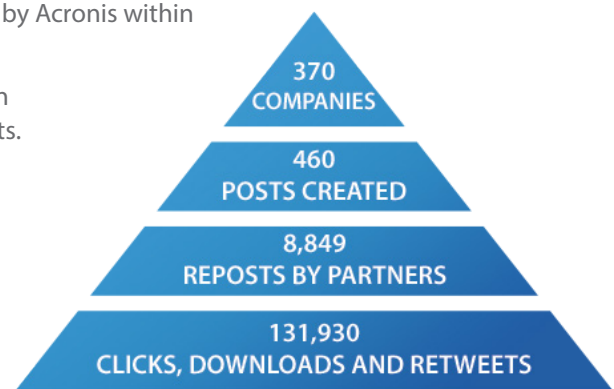 by Acronis within
ts.
370
COMPANIES
460
POSTS CREATED
8,849
REPOSTS BY PARTNERS
131,930
CLICKS, DOWNLOADS AND RETWEETS